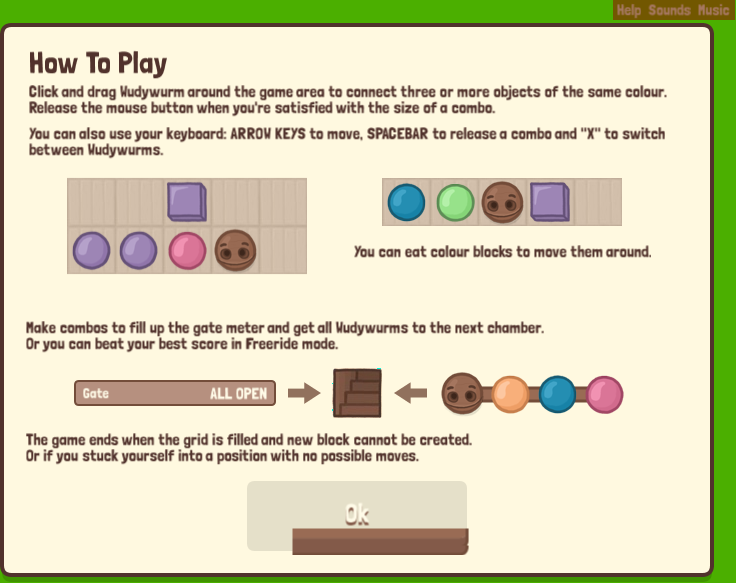 Help Sounds Music
How To Play
Click and drag Wudywurm around the game area to connect three or more objects of the same colour.
Release the mouse button when you're satisfied with the size of a combo.
You can also use your keyboard: ARROW KEYS to move, SPACEBAR to release a combo and "X" to switch
between Wudywurms.
You can eat colour blocks to move them around.
Make combos to fill up the gate meter and get all Wudywurms to the next chamber.
Or you can beat your best score in Freeride mode.
Gate ALL OPEN
The game ends when the grid is filled and new block cannot be created.
Or if you stuck yourself into a position with no possible moves.
Ok